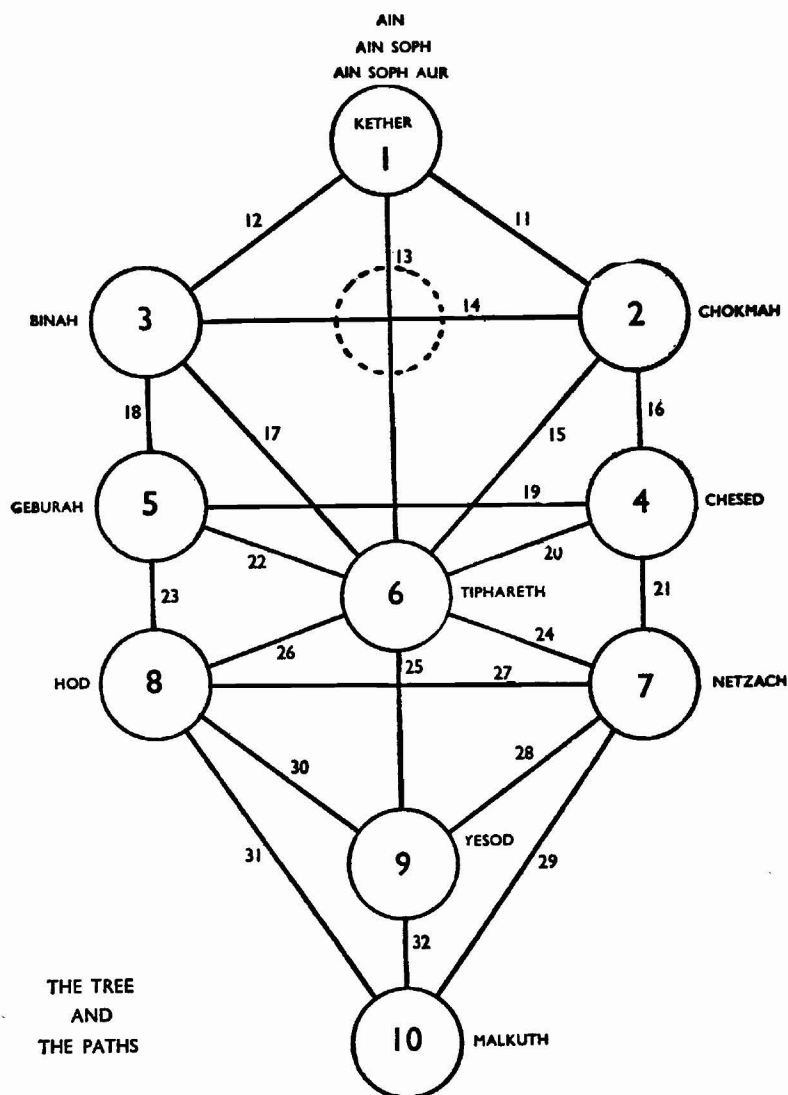 AIN
AIN SOPH
AIN SOPH AUR
KETHER
1
12
11
13
14
BINAH
3
2
CHOKMAH
18
17
15
16
GEBURAH
5
19
4
CHESED
22
20
23
6
TIPHARETH
21
26
24
25
27
HOD
8
7
NETZACH
30
28
YESOD
9
31
29
32
THE TREE
AND
THE PATHS
10
MALKUTH